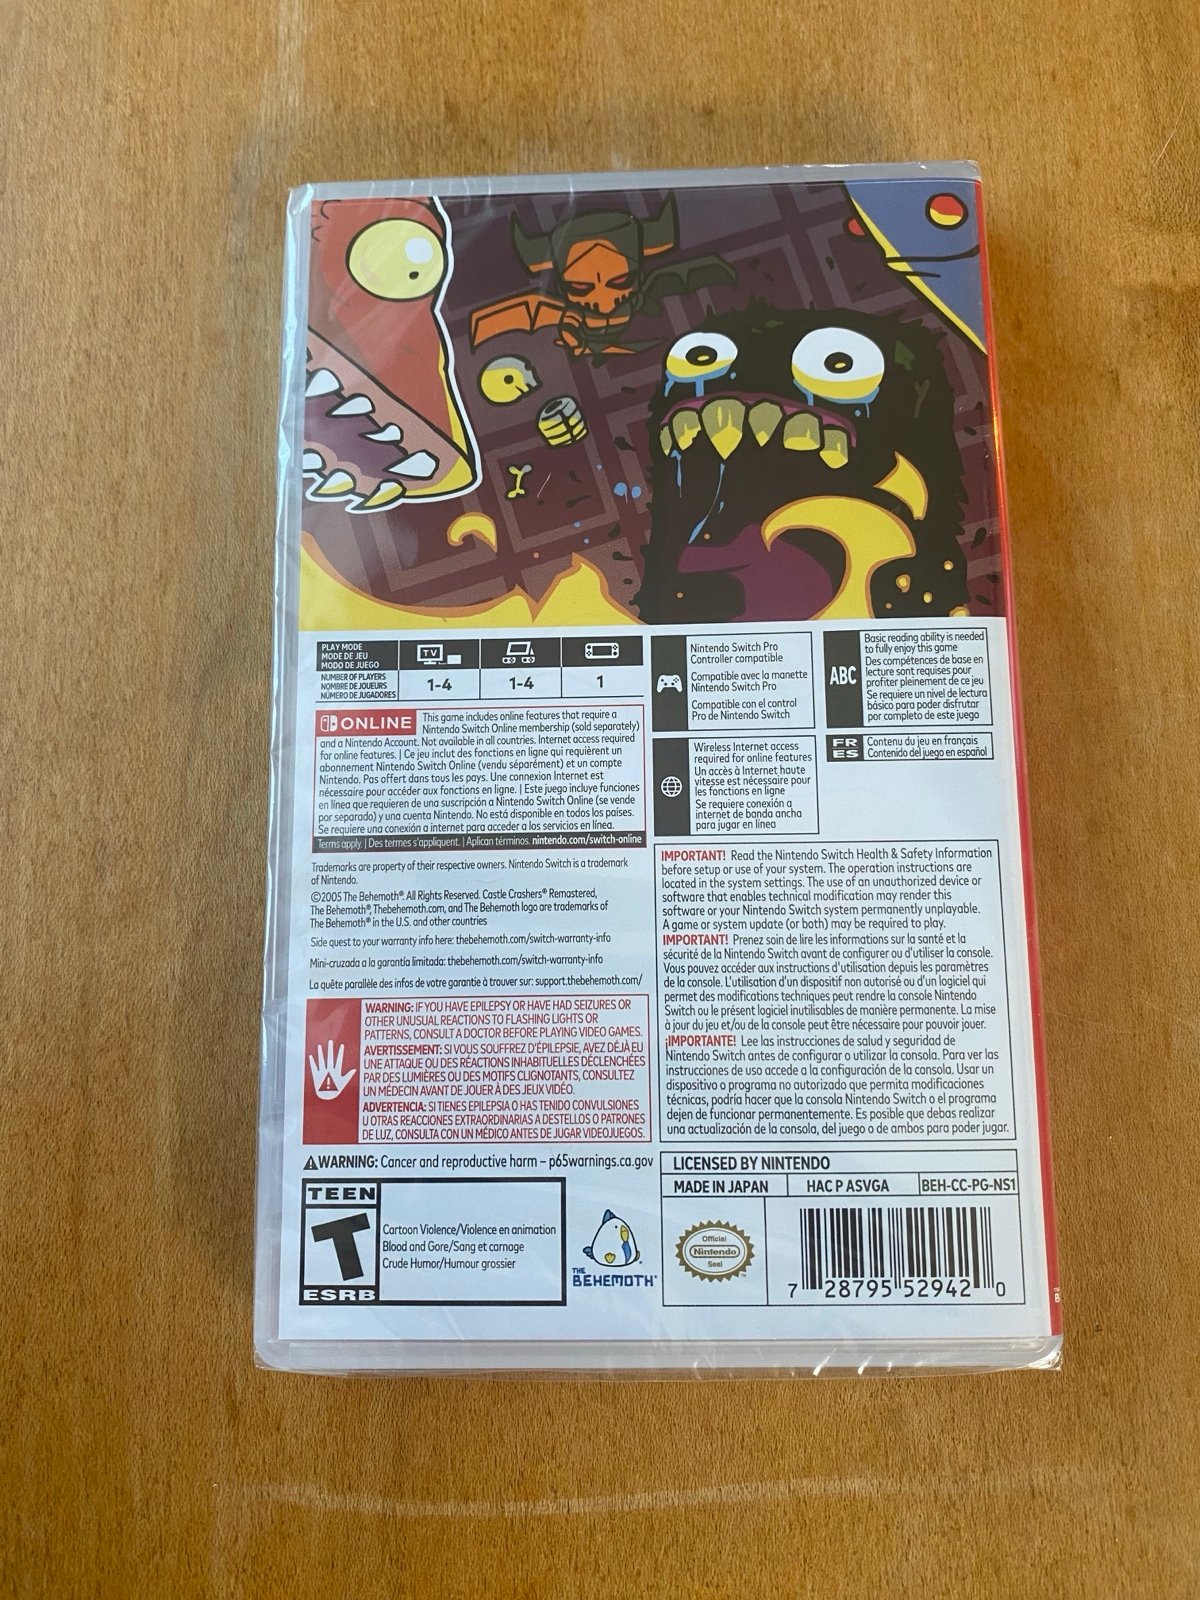 PLAY MODE
MODE DE JEU
MODO DE JUEGO
TV
NUMBER OF PLAYERS
NOMBRE DE JOUEURS
NÚMERO DE JUGADORES
1-4
1-4
1
Nintendo Switch Pro
Controller compatible
Compatible avec la manette
Nintendo Switch Pro
Compatible con el control
Pro de Nintendo Switch
ABC
Basic reading ability is needed
to fully enjoy this game
Des compétences de base en
lecture sont requises pour
profiter pleinement de ce jeu
Se requiere un nivel de lectura
básico para poder disfrutar
por completo de este juego
ONLINE
This game includes online features that require a
Nintendo Switch Online membership (sold separately)
and a Nintendo Account. Not available in all countries. Internet access required
for online features. | Ce jeu inclut des fonctions en ligne qui requièrent un
abonnement Nintendo Switch Online (vendu séparément) et un compte
Nintendo. Pas offert dans tous les pays. Une connexion Internet est
nécessaire pour accéder aux fonctions en ligne. | Este juego incluye funciones
en línea que requieren de una suscripción a Nintendo Switch Online (se vende
por separado) y una cuenta Nintendo. No está disponible en todos los países.
Se requiere una conexión a internet para acceder a los servicios en línea.
Terms apply. | Des termes s'appliquent. | Aplican términos. nintendo.com/switch-online
Wireless Internet access
required for online features
Un accès à Internet haute
vitesse est nécessaire pour
les fonctions en ligne
Se requiere conexión a
internet de banda ancha
para jugar en línea
FR
ES
Contenu du jeu en français
Contenido del juego en español
Trademarks are property of their respective owners. Nintendo Switch is a trademark
of Nintendo.
©2005 The Behemoth®. All Rights Reserved. Castle Crashers® Remastered,
The Behemoth®, Thebehemoth.com, and The Behemoth logo are trademarks of
The Behemoth® in the U.S. and other countries
Side quest to your warranty info here: thebehemoth.com/switch-warranty-info
Mini-cruzada a la garantía limitada: thebehemoth.com/switch-warranty-info
La quête parallèle des infos de votre garantie à trouver sur: support.thebehemoth.com/
WARNING: IF YOU HAVE EPILEPSY OR HAVE HAD SEIZURES OR
OTHER UNUSUAL REACTIONS TO FLASHING LIGHTS OR
PATTERNS, CONSULT A DOCTOR BEFORE PLAYING VIDEO GAMES.
AVERTISSEMENT: SI VOUS SOUFFREZ D'ÉPILEPSIE, AVEZ DÉJÀ EU
UNE ATTAQUE OU DES RÉACTIONS INHABITUELLES DÉCLENCHÉES
PAR DES LUMIÈRES OU DES MOTIFS CLIGNOTANTS, CONSULTEZ
UN MÉDECIN AVANT DE JOUER À DES JEUX VIDÉO.
ADVERTENCIA: SI TIENES EPILEPSIA O HAS TENIDO CONVULSIONES
U OTRAS REACCIONES EXTRAORDINARIAS A DESTELLOS O PATRONES
DE LUZ, CONSULTA CON UN MÉDICO ANTES DE JUGAR VIDEOJUEGOS.
IMPORTANT! Read the Nintendo Switch Health & Safety Information
before setup or use of your system. The operation instructions are
located in the system settings. The use of an unauthorized device or
software that enables technical modification may render this
software or your Nintendo Switch system permanently unplayable.
A game or system update (or both) may be required to play.
IMPORTANT! Prenez soin de lire les informations sur la santé et la
sécurité de la Nintendo Switch avant de configurer ou d'utiliser la console.
Vous pouvez accéder aux instructions d'utilisation depuis les paramètres
de la console. L'utilisation d'un dispositif non autorisé ou d'un logiciel qui
permet des modifications techniques peut rendre la console Nintendo
Switch ou le présent logiciel inutilisables de manière permanente. La mise
à jour du jeu et/ou de la console peut être nécessaire pour pouvoir jouer.
¡IMPORTANTE! Lee las instrucciones de salud y seguridad de
Nintendo Switch antes de configurar o utilizar la consola. Para ver las
instrucciones de uso accede a la configuración de la consola. Usar un
dispositivo o programa no autorizado que permita modificaciones
técnicas, podría hacer que la consola Nintendo Switch o el programa
dejen de funcionar permanentemente. Es posible que debas realizar
una actualización de la consola, del juego o de ambos para poder jugar.
WARNING: Cancer and reproductive harm – p65warnings.ca.gov
TEEN
T
ESRB
Cartoon Violence/Violence en animation
Blood and Gore/Sang et carnage
Crude Humor/Humour grossier
THE
BEHEMOTH
LICENSED BY NINTENDO
MADE IN JAPAN
HAC P ASVGA
BEH-CC-PG-NS1
Official
Nintendo
Seal
7 28795 52942 0